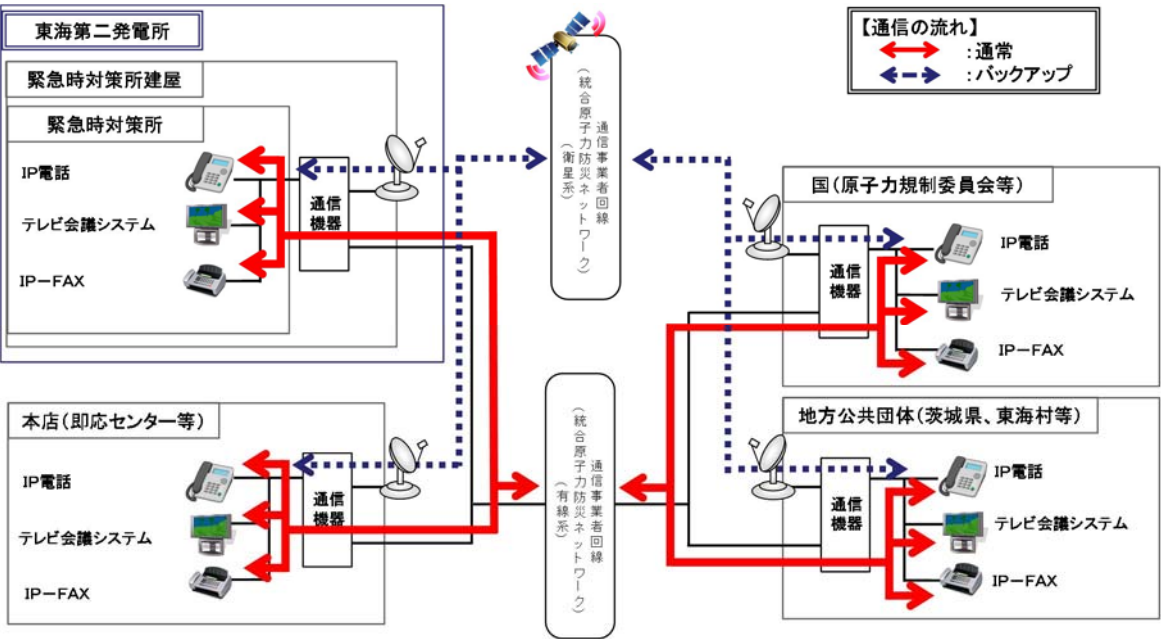 東海第二発電所
緊急時対策所建屋
緊急時対策所
IP電話
テレビ会議システム
IP－FAX
通信
機器
通信事業者回線
(統合原子力防災ネットワーク)
(衛星系)
【通信の流れ】
：通常
：バックアップ
国(原子力規制委員会等)
通信
機器
IP電話
テレビ会議システム
IP－FAX
本店(即応センター等)
IP電話
テレビ会議システム
IP－FAX
通信
機器
通信事業者回線
(統合原子力防災ネットワーク)
(有線系)
地方公共団体(茨城県、東海村等)
通信
機器
IP電話
テレビ会議システム
IP－FAX